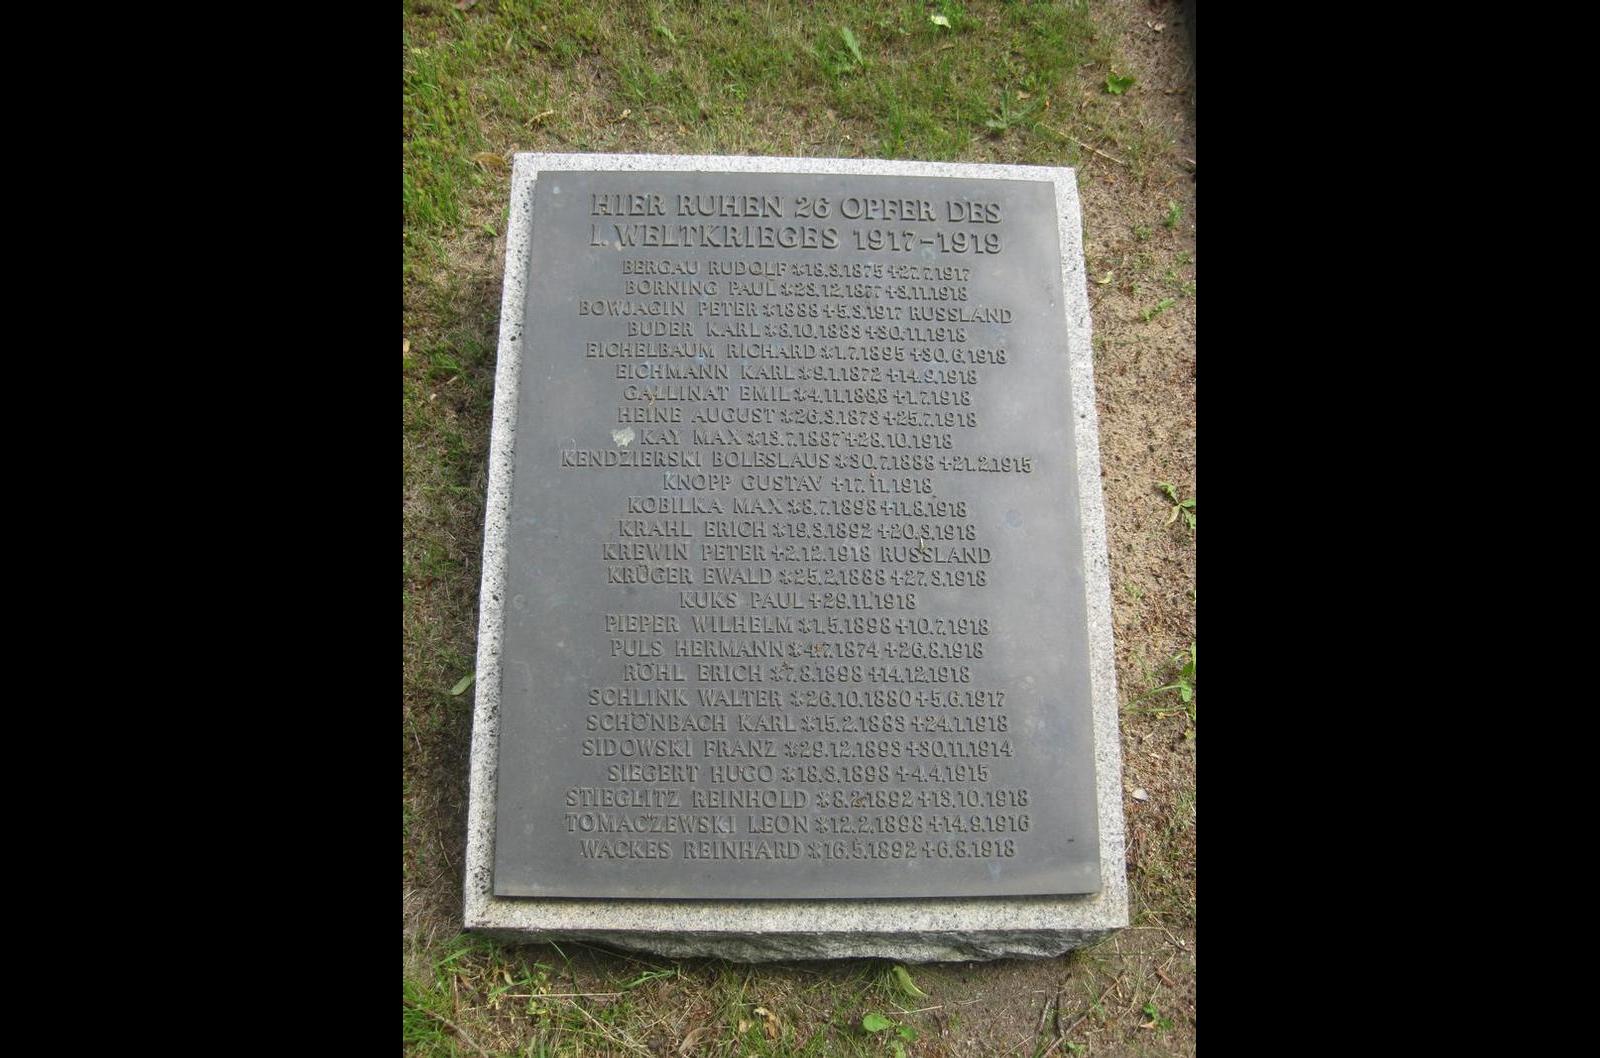 HIER RUHEN 26 OPFER DES
I. WELTKRIEGES 1917–1919
BERGAU RUDOLF *18.3.1875 +27.7.1917
BORNING PAUL *23.12.1877 +3.11.1918
BOWJAGIN PETER *1888 +5.3.1917 RUSSLAND
BUDER KARL *8.10.1883 +30.11.1918
EICHELBAUM RICHARD *1.7.1895 +30.6.1918
EICHMANN KARL *9.1.1872 +14.9.1918
GALLINAT EMIL *4.11.1888 +1.7.1918
HEINE AUGUST *26.3.1873 +25.7.1918
KAY MAX *13.7.1887 +28.10.1918
KENDZIERSKI BOLESLAUS *30.7.1888 +21.2.1915
KNOPP GUSTAV +17.11.1918
KOBILKA MAX *8.7.1898 +11.8.1918
KRAHL ERICH *19.3.1892 +20.3.1918
KREWIN PETER +2.12.1918 RUSSLAND
KRÜGER EWALD *25.2.1888 +27.3.1918
KUKS PAUL +29.11.1918
PIEPER WILHELM *1.5.1898 +10.7.1918
PULS HERMANN *4.7.1874 +26.8.1918
RÖHL ERICH *7.8.1898 +14.12.1918
SCHLINK WALTER *26.10.1880 +5.6.1917
SCHÖNBACH KARL *15.2.1883 +24.1.1918
SIDOWSKI FRANZ *29.12.1893 +30.11.1914
SIEGERT HUGO *18.3.1898 +4.4.1915
STIEGLITZ REINHOLD *8.2.1892 +13.10.1918
TOMACZEWSKI LEON *12.2.1898 +14.9.1916
WACKES REINHARD *16.5.1892 +6.8.1918